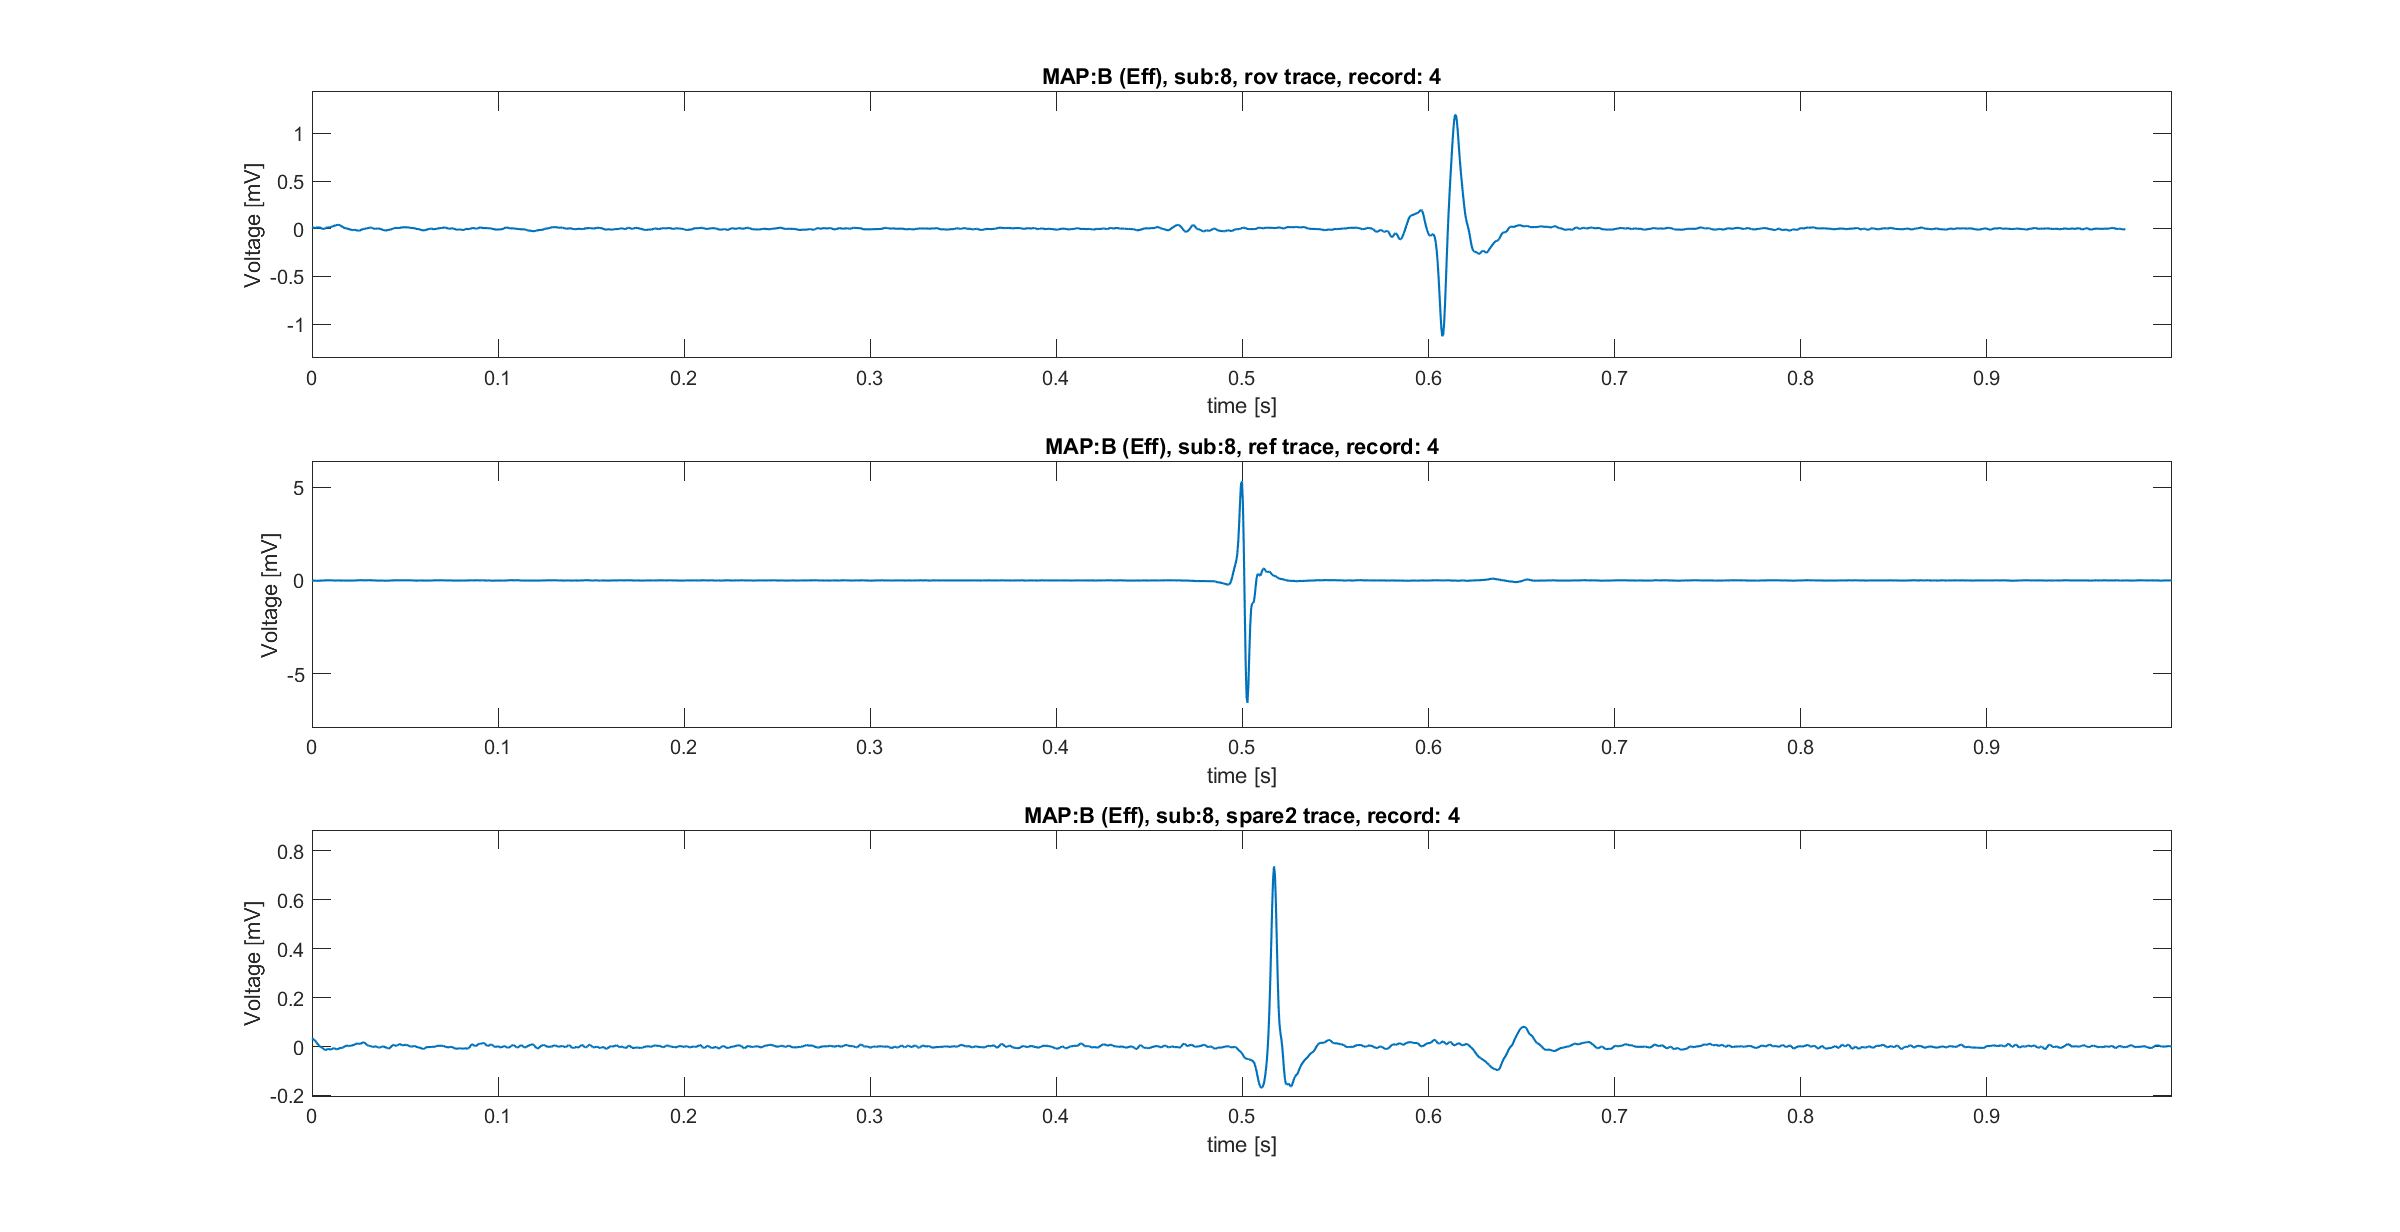 MAP:B (Eff), sub:8, rov trace, record: 4
Voltage [mV]
1
0.5
0
-0.5
-1
0 0.1 0.2 0.3 0.4 0.5 0.6 0.7 0.8 0.9
time [s]
MAP:B (Eff), sub:8, ref trace, record: 4
Voltage [mV]
5
0
-5
0 0.1 0.2 0.3 0.4 0.5 0.6 0.7 0.8 0.9
time [s]
MAP:B (Eff), sub:8, spare2 trace, record: 4
Voltage [mV]
0.8
0.6
0.4
0.2
0
-0.2
0 0.1 0.2 0.3 0.4 0.5 0.6 0.7 0.8 0.9
time [s]